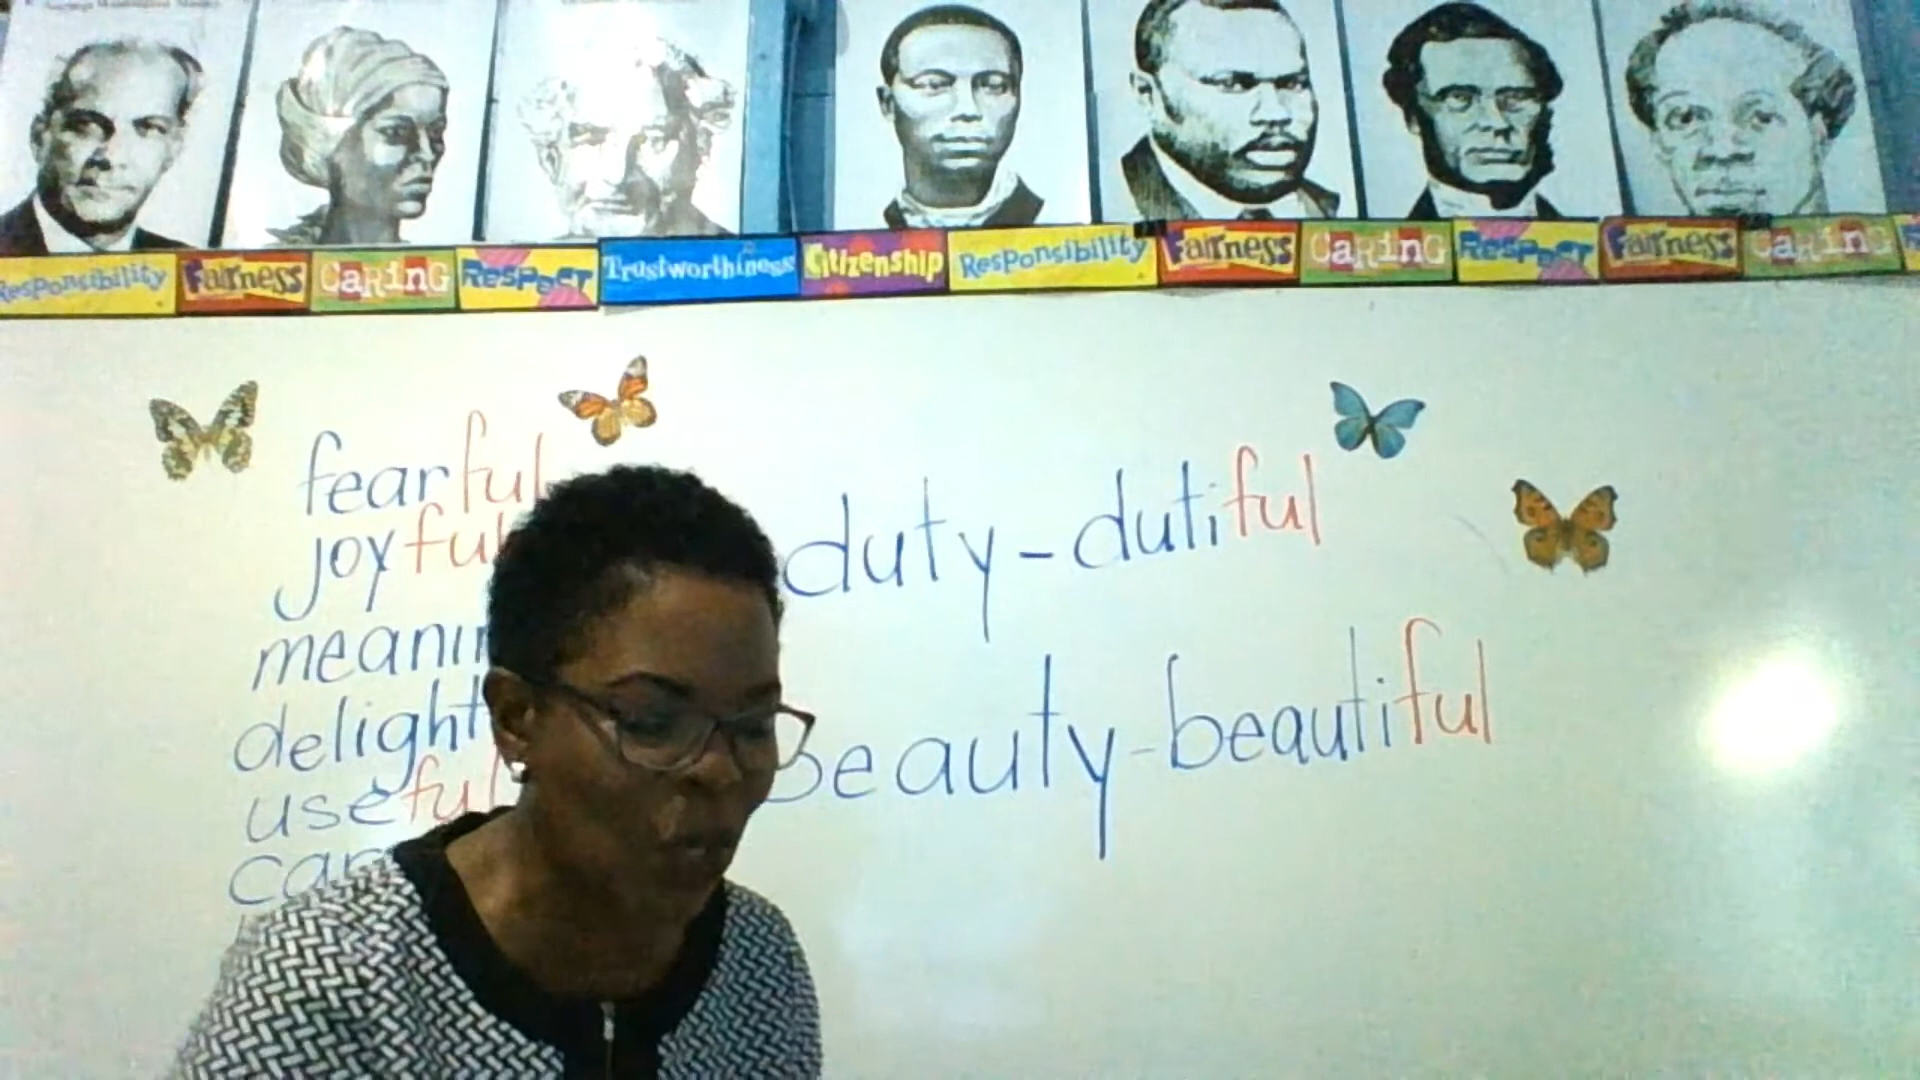 Responsibility Fairness Caring Respect Trustworthiness Citizenship Responsibility Fairness Caring Respect Fairness Caring
fearful
joyful
duty-dutiful
delight
useful
Beauty-beautiful